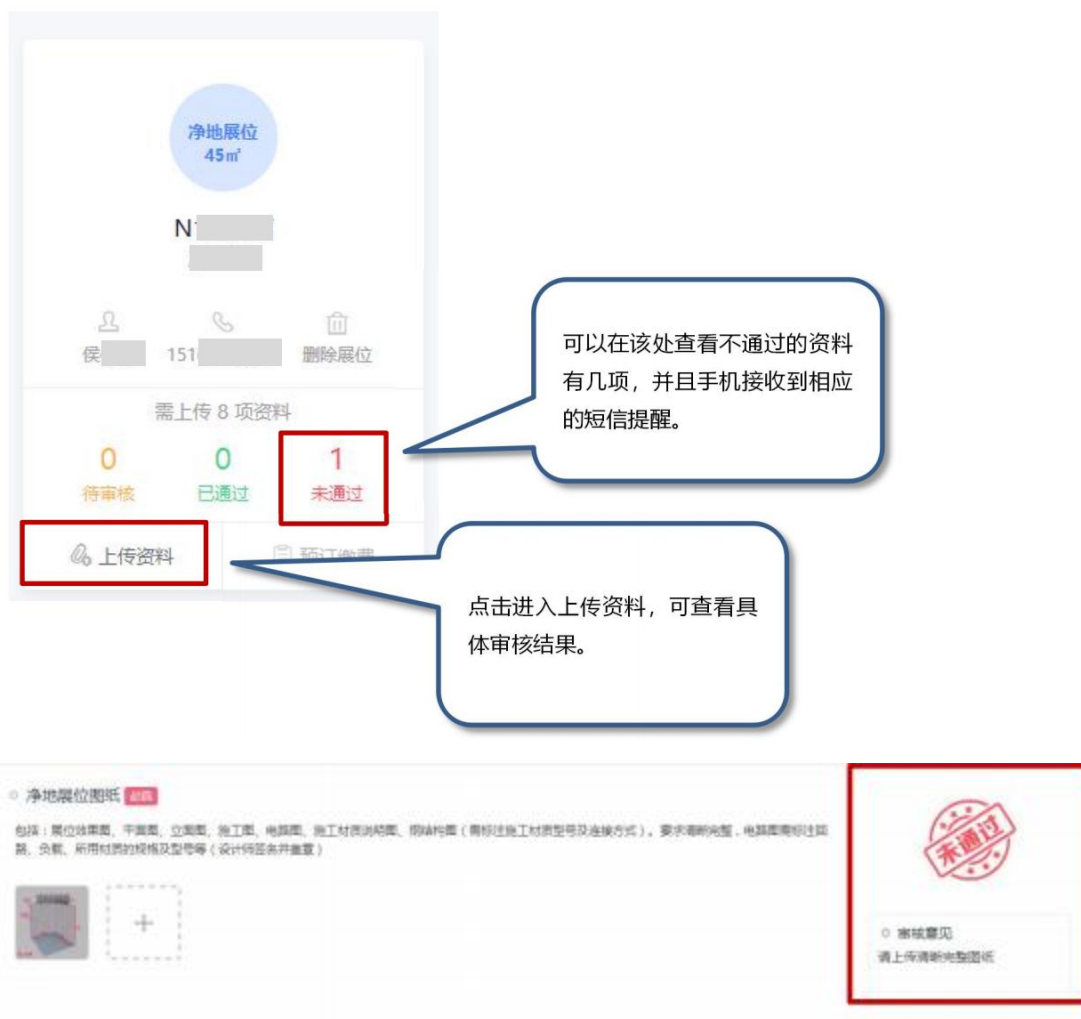 净地展位
45㎡
N1
侯
151
删除展位
需上传 8 项资料
0
0
1
待审核
已通过
未通过
上传资料
预订缴费
可以在该处查看不通过的资料
有几项，并且手机接收到相应
的短信提醒。
点击进入上传资料，可查看具
体审核结果。
净地展位图纸 必填
包括：展位效果图、平面图、立面图、施工图、电路图、施工材质说明图、钢结构图（需标注施工材质型号及连接方式）。要求清晰完整，电路图需标注回
路、负载、所用材质的规格及型号等（设计师签名并盖章）
未通过
审核意见
请上传清晰完整图纸